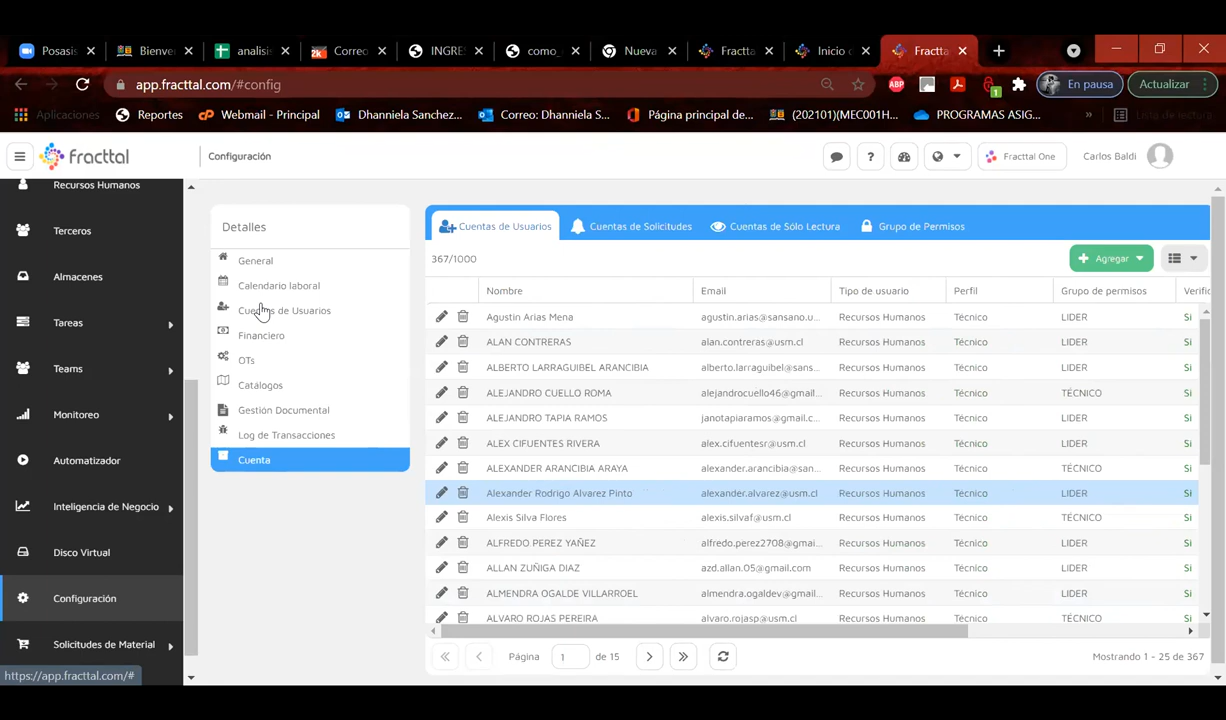 Posasis
Bienve
analisis
Correo
INGRE
como_
Nueva
Fractta
Inicio d
Fractta
app.fracttal.com/#config
En pausa
Actualizar
Aplicaciones
Reportes
Webmail - Principal
Dhanniela Sanchez...
Correo: Dhanniela S...
Página principal de...
(202101)(MEC001H...
PROGRAMAS ASIG...
»
Lista de lectura
fracttal
Configuración
Fracttal One
Carlos Baldi
Recursos Humanos
Terceros
Almacenes
Tareas
Teams
Monitoreo
Automatizador
Inteligencia de Negocio
Disco Virtual
Configuración
Solicitudes de Material
https://app.fracttal.com/#
Detalles
General
Calendario laboral
Cuentas de Usuarios
Financiero
OTs
Catálogos
Gestión Documental
Log de Transacciones
Cuenta
Cuentas de Usuarios Cuentas de Solicitudes Cuentas de Sólo Lectura Grupo de Permisos
367/1000 Agregar
Nombre Email Tipo de usuario Perfil Grupo de permisos Verific
Agustin Arias Mena agustin.arias@sansano.u... Recursos Humanos Técnico LIDER Si
ALAN CONTRERAS alan.contreras@usm.cl Recursos Humanos Técnico LIDER Si
ALBERTO LARRAGUIBEL ARANCIBIA alberto.larraguibel@sans... Recursos Humanos Técnico LIDER Si
ALEJANDRO CUELLO ROMA alejandrocuello46@gmail... Recursos Humanos Técnico TÉCNICO Si
ALEJANDRO TAPIA RAMOS janotapiaramos@gmail.c... Recursos Humanos Técnico LIDER Si
ALEX CIFUENTES RIVERA alex.cifuentesr@usm.cl Recursos Humanos Técnico LIDER Si
ALEXANDER ARANCIBIA ARAYA alexander.arancibia@san... Recursos Humanos Técnico TÉCNICO Si
Alexander Rodrigo Alvarez Pinto alexander.alvarez@usm.cl Recursos Humanos Técnico LIDER Si
Alexis Silva Flores alexis.silvaf@usm.cl Recursos Humanos Técnico TÉCNICO Si
ALFREDO PEREZ YAÑEZ alfredo.perez2708@gmai... Recursos Humanos Técnico LIDER Si
ALLAN ZUÑIGA DIAZ azd.allan.05@gmail.com Recursos Humanos Técnico LIDER Si
ALMENDRA OGALDE VILLARROEL almendra.ogaldev@gmail... Recursos Humanos Técnico LIDER Si
ALVARO ROJAS PEREIRA alvaro.rojasp@usm.cl Recursos Humanos Técnico TÉCNICO Si
Página 1 de 15 Mostrando 1 - 25 de 367